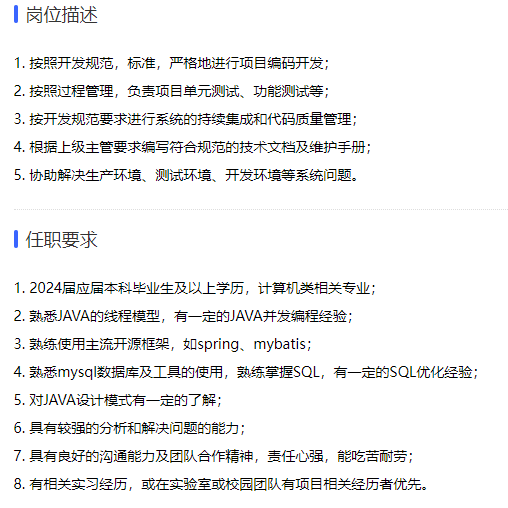 岗位描述
1. 按照开发规范，标准，严格地进行项目编码开发；
2. 按照过程管理，负责项目单元测试、功能测试等；
3. 按开发规范要求进行系统的持续集成和代码质量管理；
4. 根据上级主管要求编写符合规范的技术文档及维护手册；
5. 协助解决生产环境、测试环境、开发环境等系统问题。
任职要求
1. 2024届应届本科毕业生及以上学历，计算机类相关专业；
2. 熟悉JAVA的线程模型，有一定的JAVA并发编程经验；
3. 熟练使用主流开源框架，如spring、mybatis；
4. 熟悉mysql数据库及工具的使用，熟练掌握SQL，有一定的SQL优化经验；
5. 对JAVA设计模式有一定的了解；
6. 具有较强的分析和解决问题的能力；
7. 具有良好的沟通能力及团队合作精神，责任心强，能吃苦耐劳；
8. 有相关实习经历，或在实验室或校园团队有项目相关经历者优先。